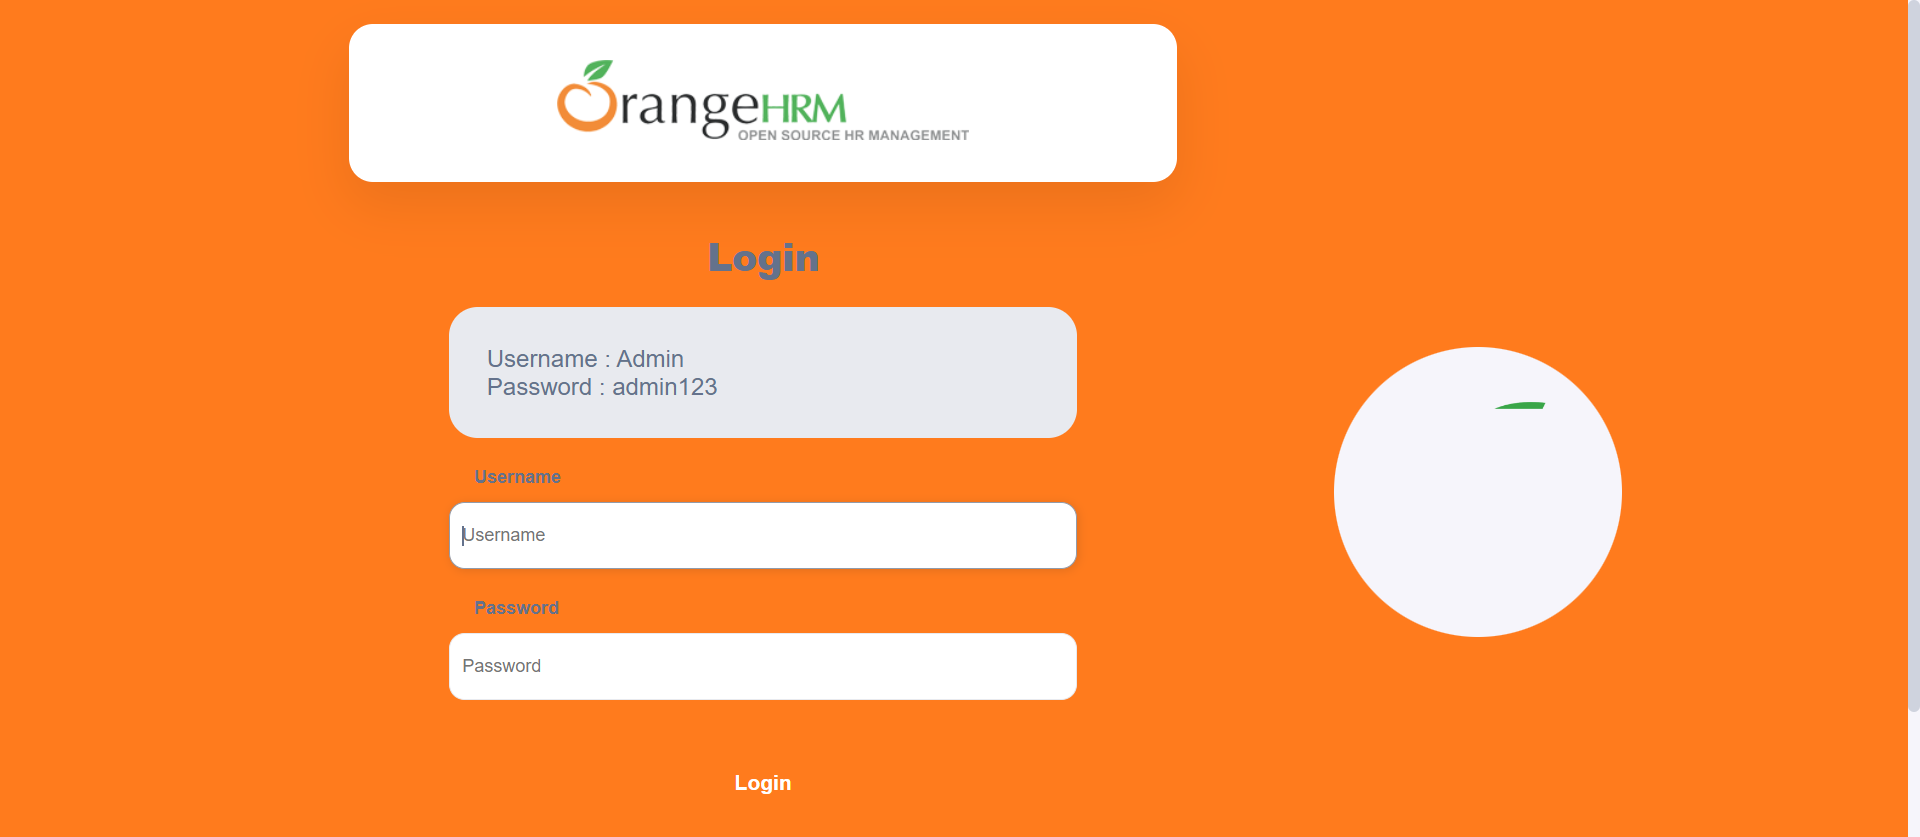 OrangeHRM
OPEN SOURCE HR MANAGEMENT
Login
Username : Admin
Password : admin123
Username
Username
Password
Password
Login